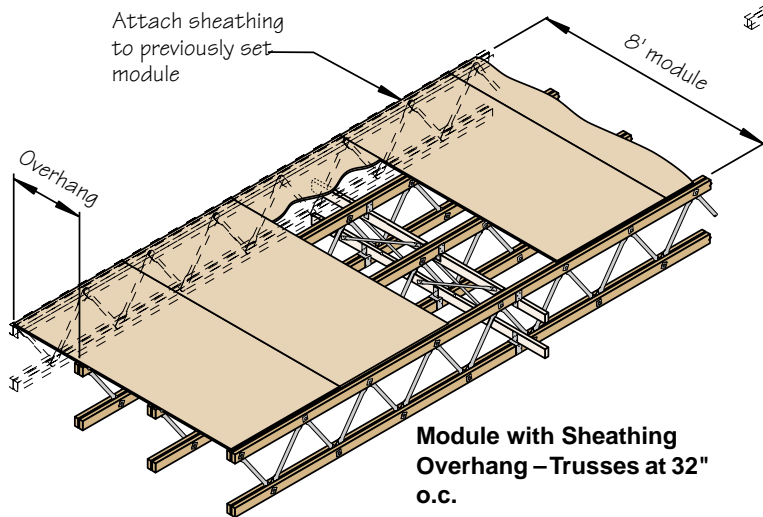 Attach sheathing
to previously set
module
8' module
Overhang
Module with Sheathing
Overhang – Trusses at 32"
o.c.